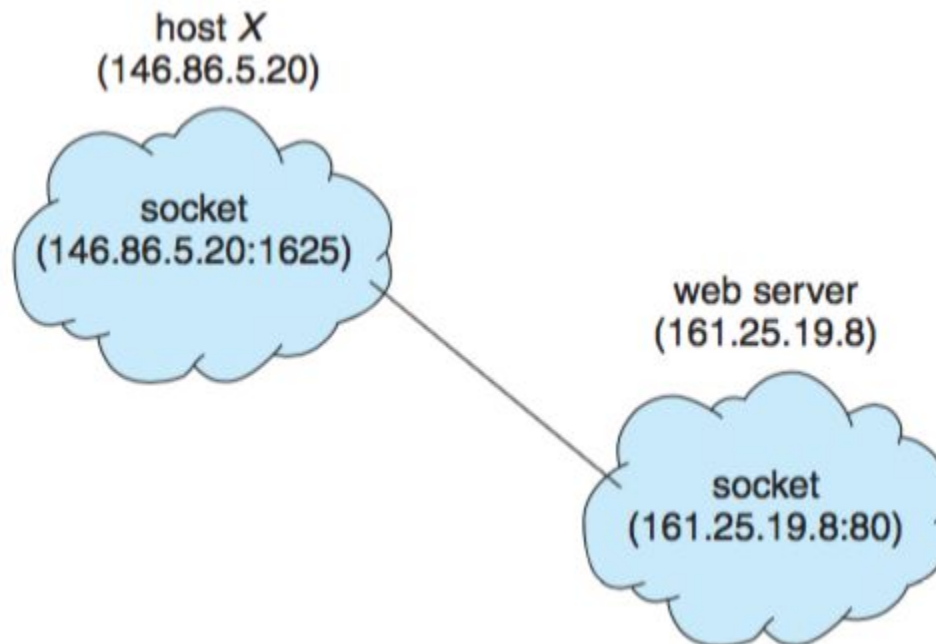 host X
(146.86.5.20)
socket
(146.86.5.20:1625)
web server
(161.25.19.8)
socket
(161.25.19.8:80)